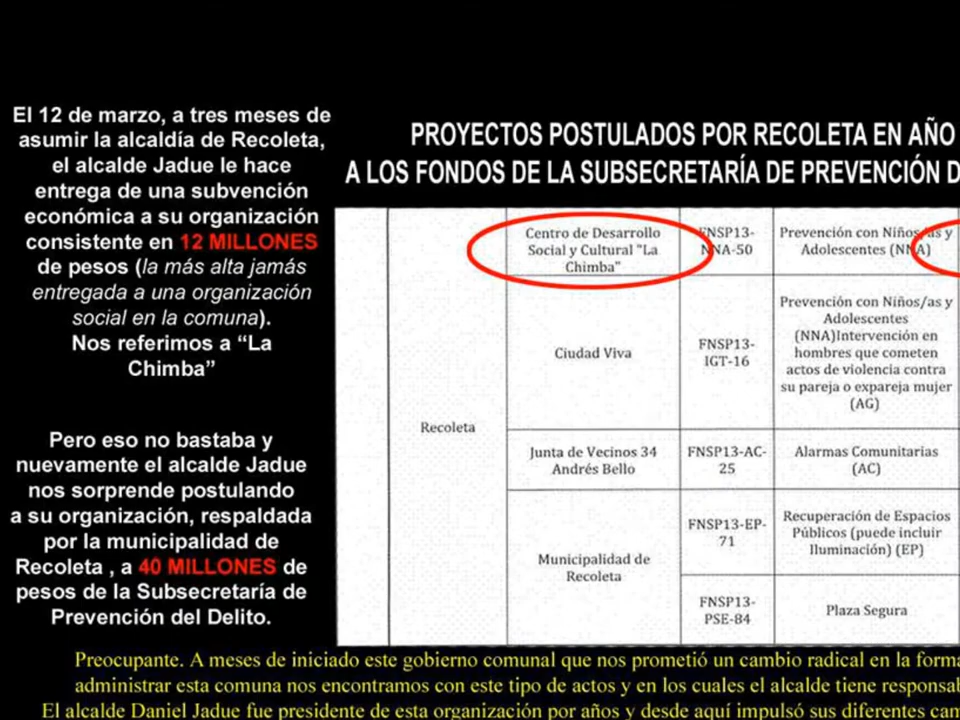 El 12 de marzo, a tres meses de
asumir la alcaldía de Recoleta,
el alcalde Jadue le hace
entrega de una subvención
económica a su organización
consistente en 12 MILLONES
de pesos (la más alta jamás
entregada a una organización
social en la comuna).
Nos referimos a “La
Chimba”
Pero eso no bastaba y
nuevamente el alcalde Jadue
nos sorprende postulando
a su organización, respaldada
por la municipalidad de
Recoleta , a 40 MILLONES de
pesos de la Subsecretaría de
Prevención del Delito.
PROYECTOS POSTULADOS POR RECOLETA EN AÑO
A LOS FONDOS DE LA SUBSECRETARÍA DE PREVENCIÓN D
Recoleta
Centro de Desarrollo
Social y Cultural "La
Chimba"
FNSP13-
NNA-50
Prevención con Niños/as y
Adolescentes (NNA)
Ciudad Viva
FNSP13-
IGT-16
Prevención con Niños/as y
Adolescentes
(NNA)Intervención en
hombres que cometen
actos de violencia contra
su pareja o expareja mujer
(AG)
Junta de Vecinos 34
Andrés Bello
FNSP13-AC-
25
Alarmas Comunitarias
(AC)
Municipalidad de
Recoleta
FNSP13-EP-
71
Recuperación de Espacios
Públicos (puede incluir
Iluminación) (EP)
FNSP13-
PSE-84
Plaza Segura
Preocupante. A meses de iniciado este gobierno comunal que nos prometió un cambio radical en la forma
administrar esta comuna nos encontramos con este tipo de actos y en los cuales el alcalde tiene responsab
El alcalde Daniel Jadue fue presidente de esta organización por años y desde aquí impulsó sus diferentes cam